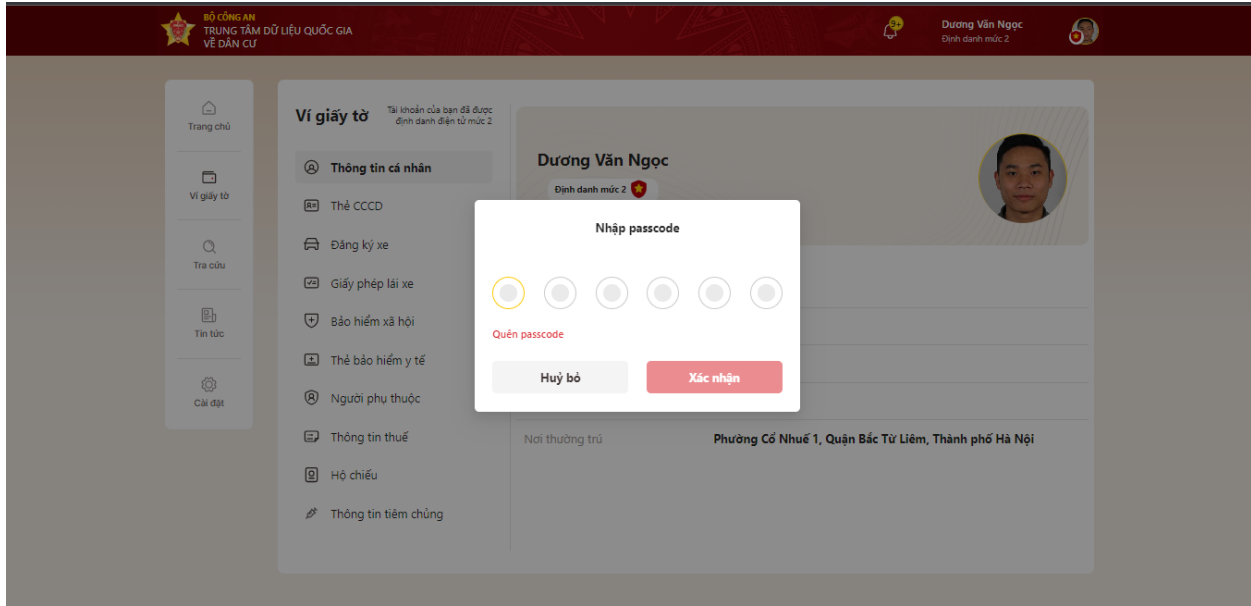 BỘ CÔNG AN
TRUNG TÂM DỮ LIỆU QUỐC GIA
VỀ DÂN CƯ
9+
Dương Văn Ngọc
Định danh mức 2
Trang chủ
Ví giấy tờ
Tra cứu
Tin tức
Cài đặt
Ví giấy tờ
Tài khoản của bạn đã được
định danh điện tử mức 2
Thông tin cá nhân
Thẻ CCCD
Đăng ký xe
Giấy phép lái xe
Bảo hiểm xã hội
Thẻ bảo hiểm y tế
Người phụ thuộc
Thông tin thuế
Hộ chiếu
Thông tin tiêm chủng
Dương Văn Ngọc
Định danh mức 2
Nhập passcode
Quên passcode
Huỷ bỏ
Xác nhận
Nơi thường trú
Phường Cổ Nhuế 1, Quận Bắc Từ Liêm, Thành phố Hà Nội